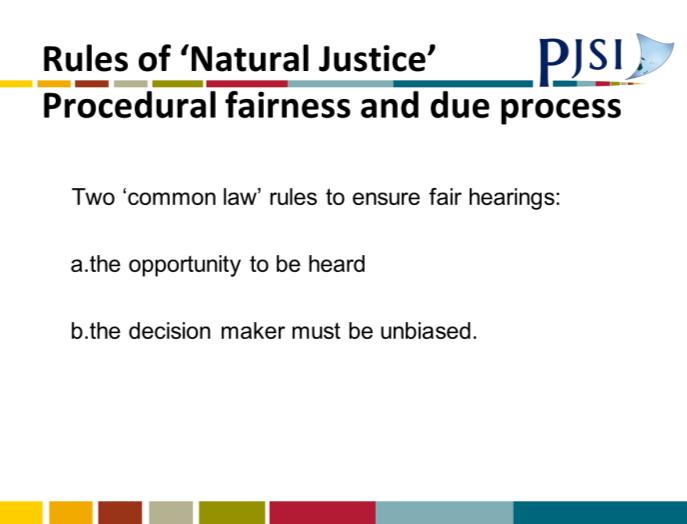 Rules of ‘Natural Justice’
PJSI
Procedural fairness and due process
Two ‘common law’ rules to ensure fair hearings:
a.the opportunity to be heard
b.the decision maker must be unbiased.